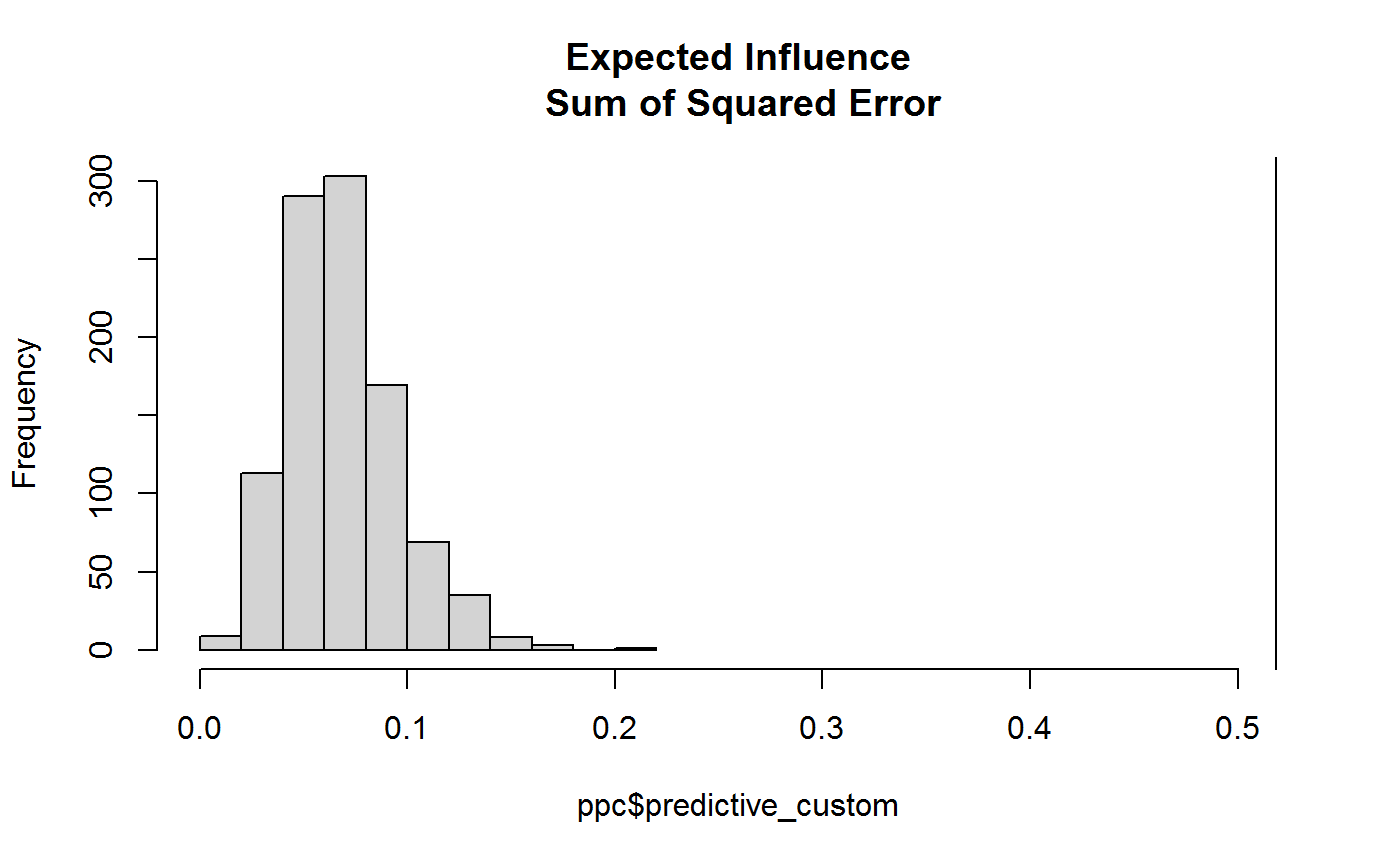 Expected Influence
Sum of Squared Error
Frequency
300
200
100
50
0
0.0 0.1 0.2 0.3 0.4 0.5
ppc$predictive_custom